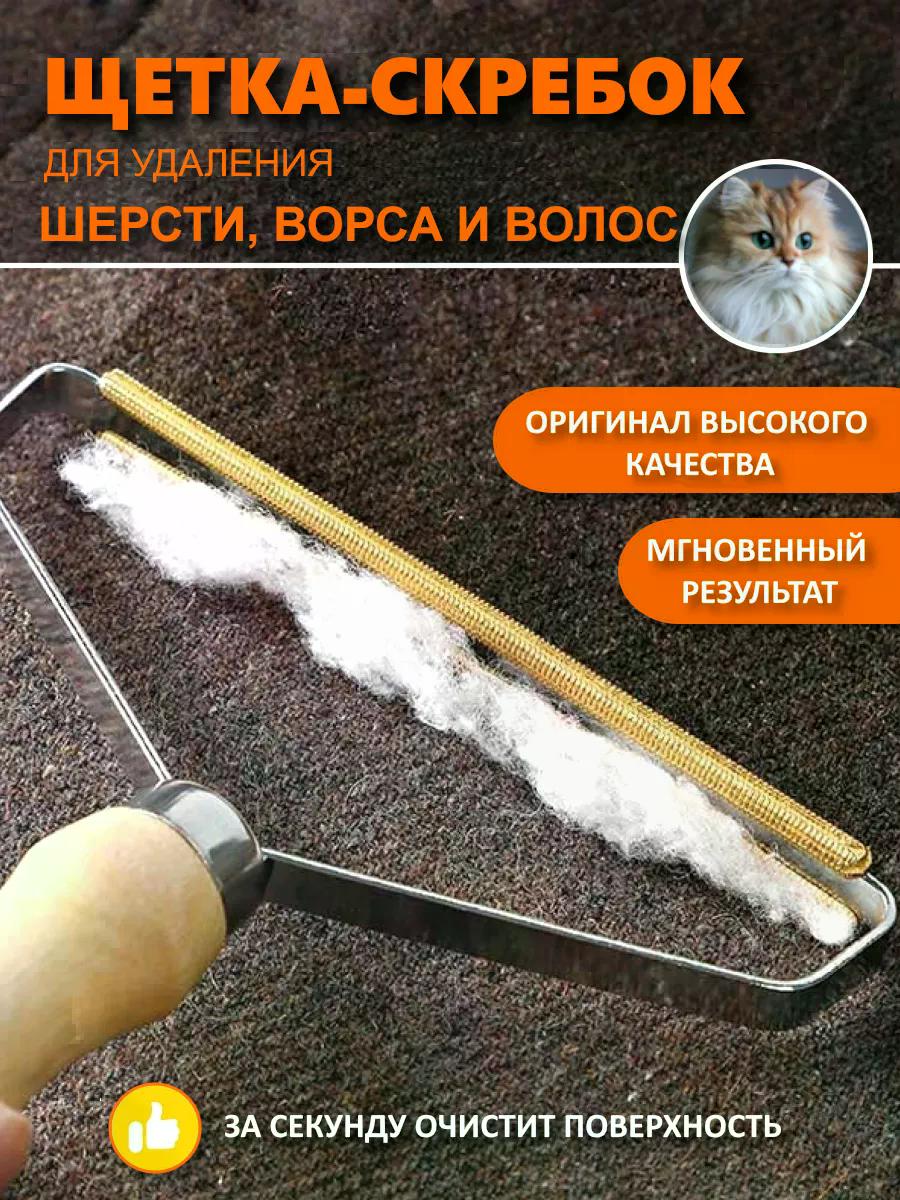 ЩЕТКА-СКРЕБОК
ДЛЯ УДАЛЕНИЯ
ШЕРСТИ, ВОРСА И ВОЛОС
ОРИГИНАЛ ВЫСОКОГО
КАЧЕСТВА
МГНОВЕННЫЙ
РЕЗУЛЬТАТ
ЗА СЕКУНДУ ОЧИСТИТ ПОВЕРХНОСТЬ